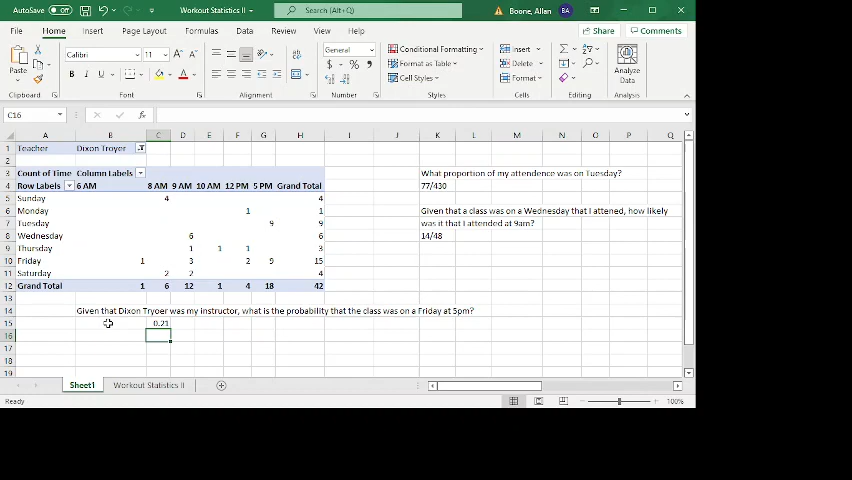 AutoSave Off Workout Statistics II Search (Alt+Q) Boone, Allan BA
File Home Insert Page Layout Formulas Data Review View Help Share Comments
Paste Calibri 11 A A General Conditional Formatting Insert Analyze
B I U A $ % , Format as Table Delete Data
Cell Styles Format
Clipboard Font Alignment Number Styles Cells Editing Analysis
C16 fx
A B C D E F G H I J K L M N O P Q
1 Teacher Dixon Troyer
2
3 Count of Time Column Labels What proportion of my attendence was on Tuesday?
4 Row Labels 6 AM 8 AM 9 AM 10 AM 12 PM 5 PM Grand Total 77/430
5 Sunday 4 4
6 Monday 1 1 Given that a class was on a Wednesday that I attened, how likely
7 Tuesday 9 9 was it that I attended at 9am?
8 Wednesday 6 6 14/48
9 Thursday 1 1 1 3
10 Friday 1 3 2 9 15
11 Saturday 2 2 4
12 Grand Total 1 6 12 1 4 18 42
13
14 Given that Dixon Tryoer was my instructor, what is the probability that the class was on a Friday at 5pm?
15 0.21
16
17
18
19
Sheet1 Workout Statistics II
Ready 100%